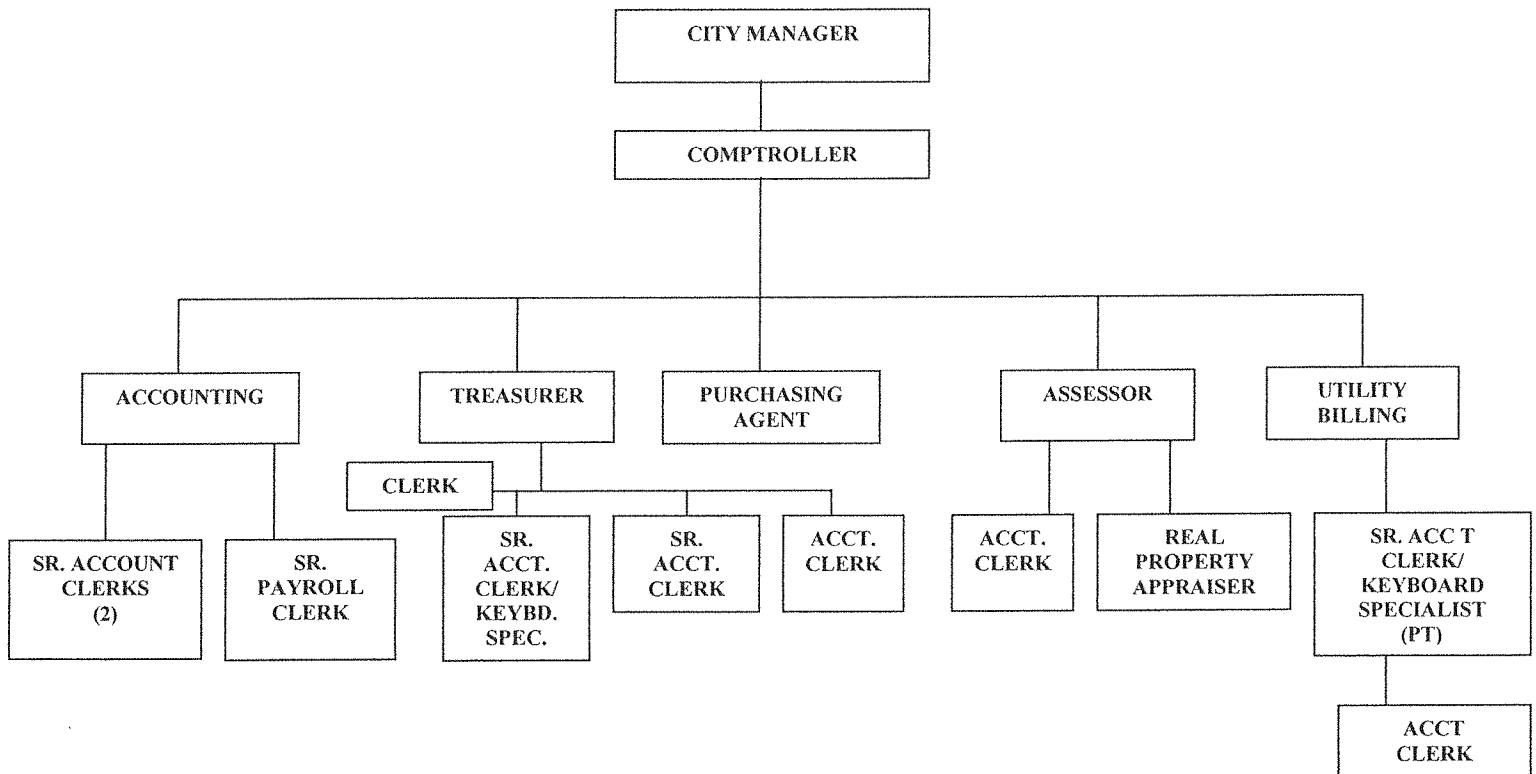 CITY MANAGER
COMPTROLLER
ACCOUNTING
TREASURER
PURCHASING
AGENT
ASSESSOR
UTILITY
BILLING
SR. ACCOUNT
CLERKS
(2)
SR.
PAYROLL
CLERK
CLERK
SR.
ACCT.
CLERK/
KEYBD.
SPEC.
SR.
ACCT.
CLERK
ACCT.
CLERK
ACCT.
CLERK
REAL
PROPERTY
APPRAISER
SR. ACC T
CLERK/
KEYBOARD
SPECIALIST
(PT)
ACCT
CLERK